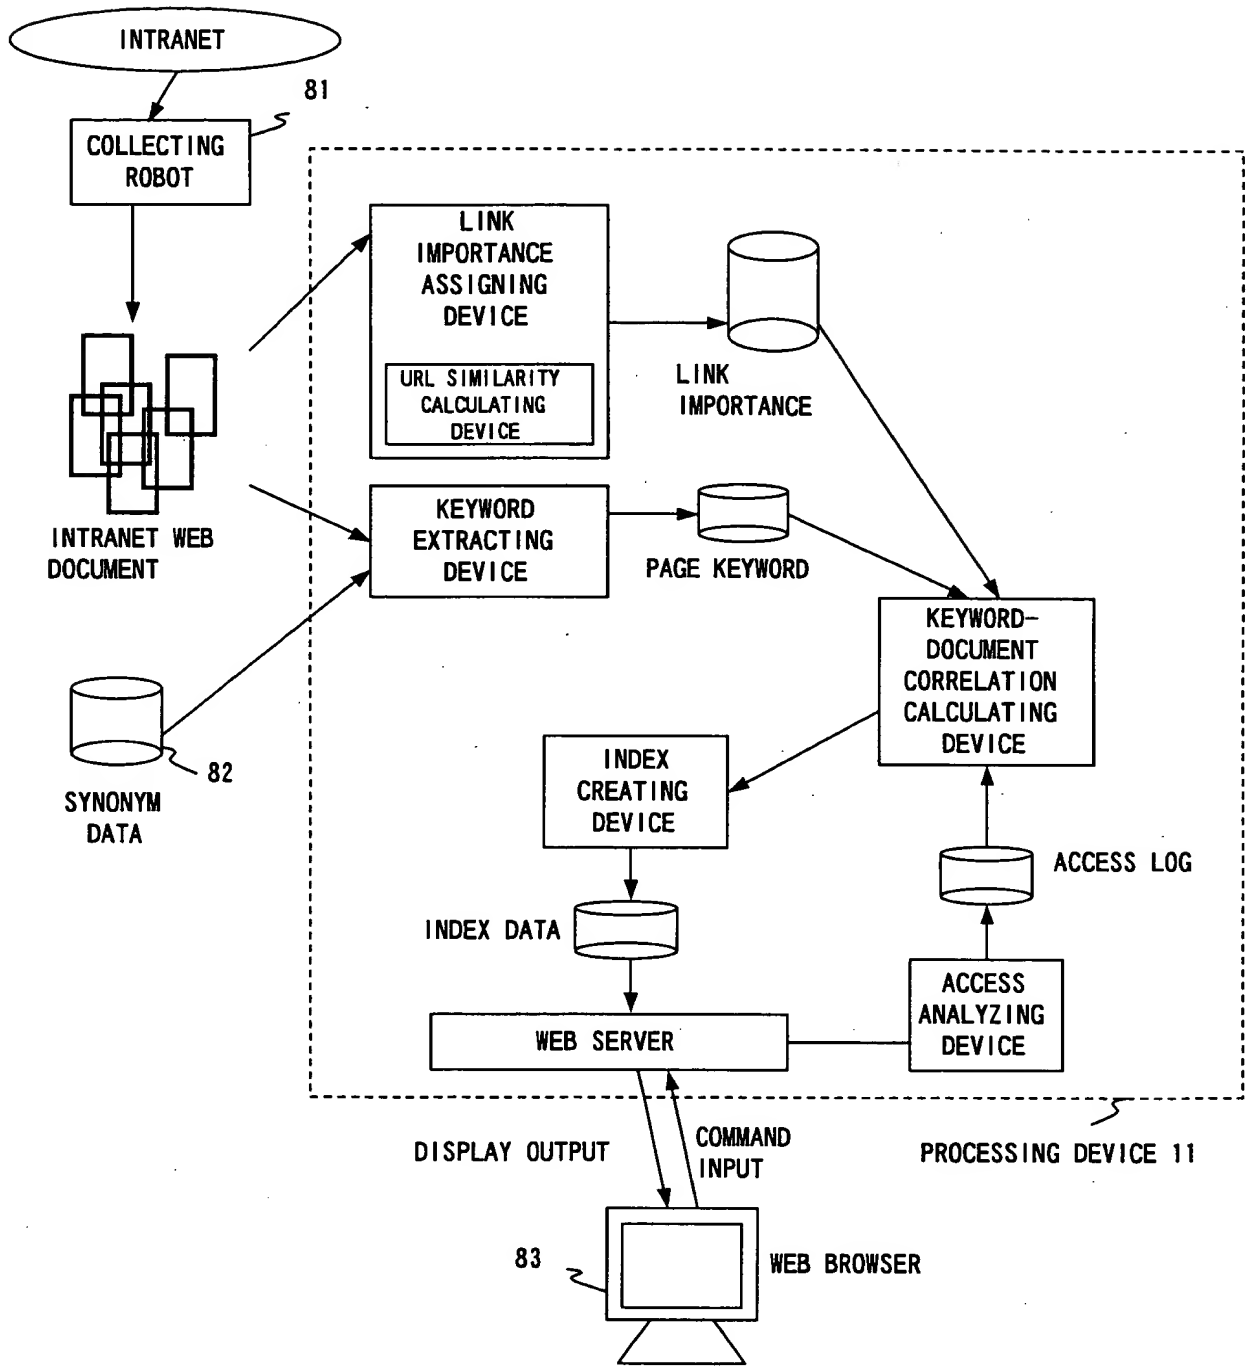 INTRANET
81
COLLECTING
ROBOT
LINK
IMPORTANCE
ASSIGNING
DEVICE
URL SIMILARITY
CALCULATING
DEVICE
LINK
IMPORTANCE
INTRANET WEB
DOCUMENT
KEYWORD
EXTRACTING
DEVICE
PAGE KEYWORD
KEYWORD-
DOCUMENT
CORRELATION
CALCULATING
DEVICE
82
SYNONYM
DATA
INDEX
CREATING
DEVICE
ACCESS LOG
INDEX DATA
ACCESS
ANALYZING
DEVICE
WEB SERVER
DISPLAY OUTPUT
COMMAND
INPUT
PROCESSING DEVICE 11
83
WEB BROWSER